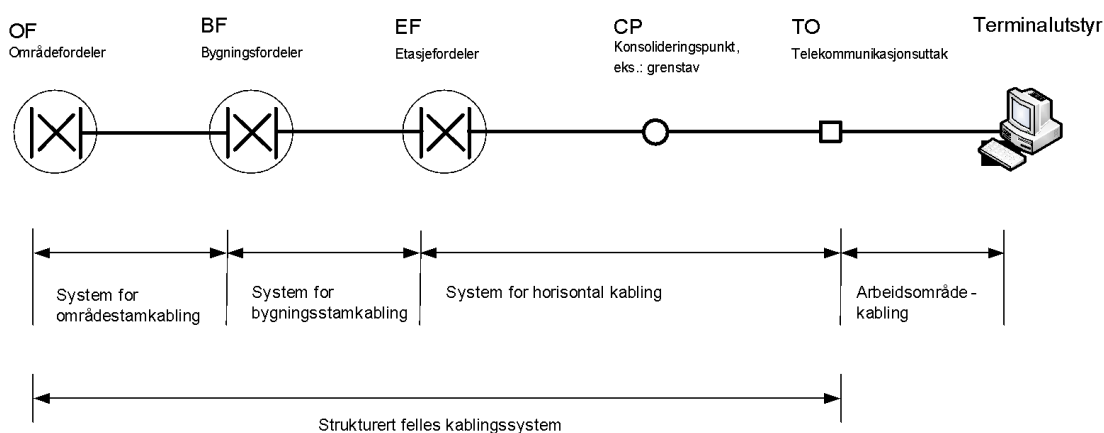 OF
Områdefordeler
BF
Bygningsfordeler
EF
Etasjefordeler
CP
Konsolideringspunkt,
eks.: grenstav
TO
Telekommunikasjonsuttak
Terminalutstyr
System for
områdestamkabling
System for
bygningsstamkabling
System for horisontal kabling
Arbeidsområde-
kabling
Strukturert felles kablingssystem